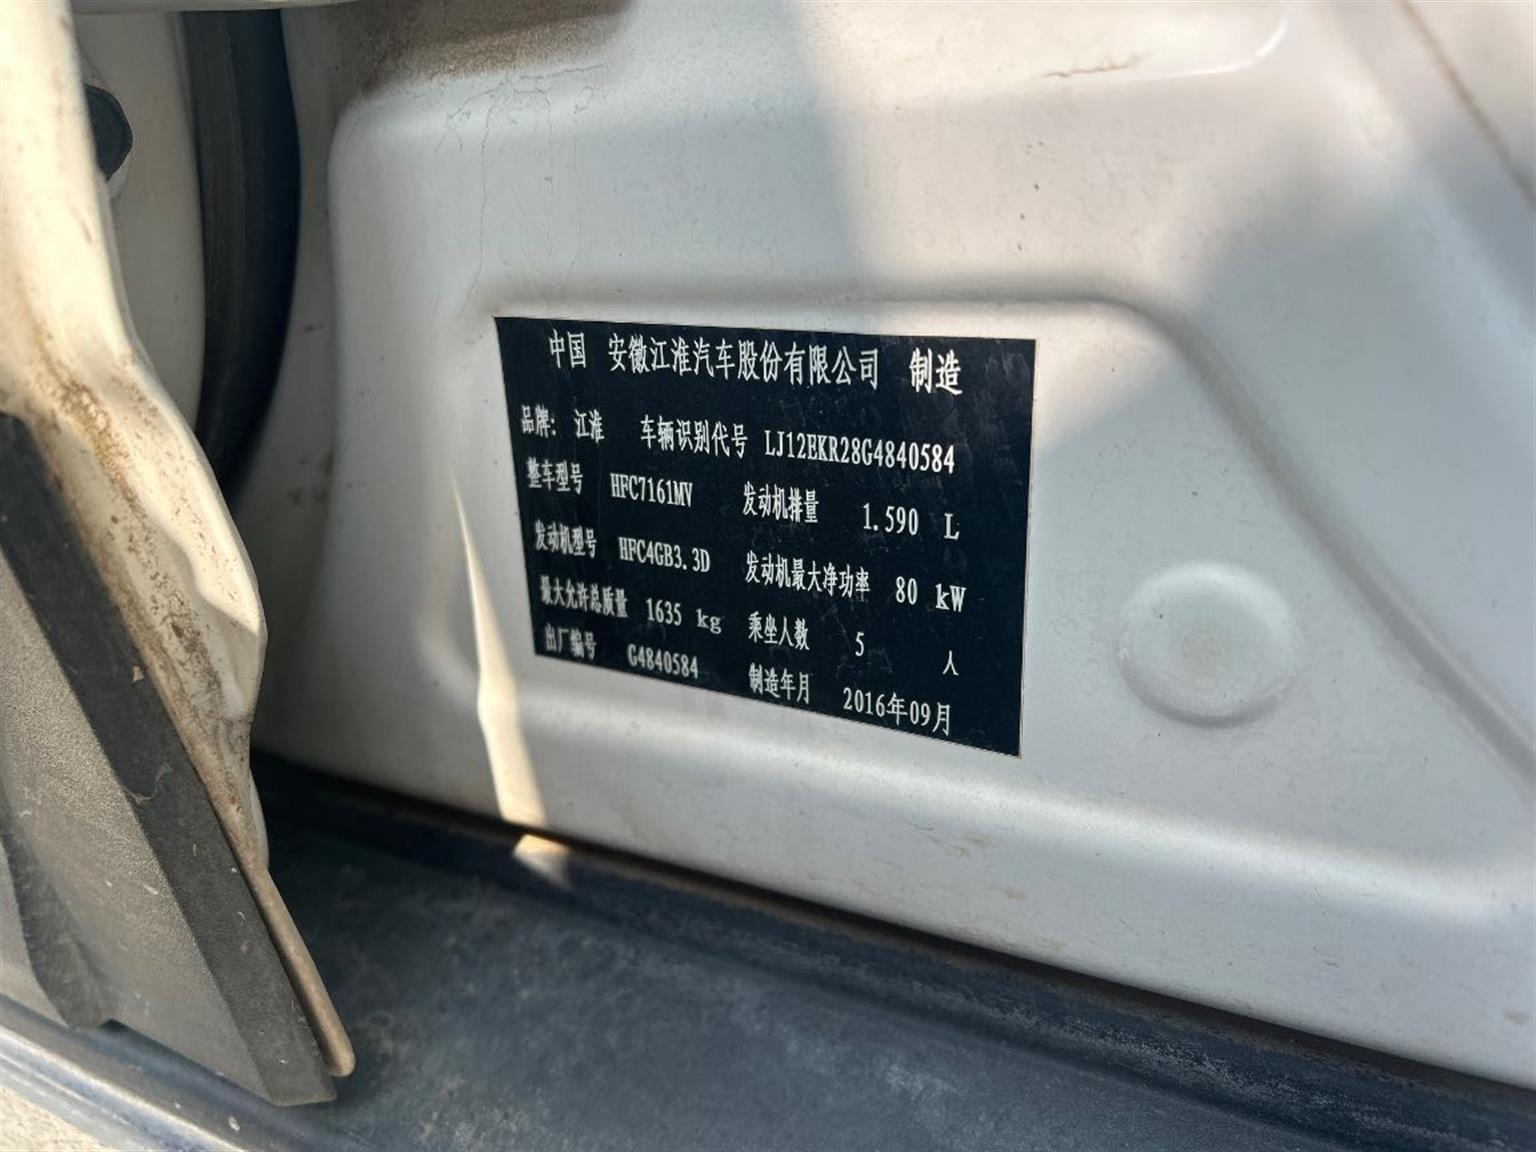 中国 安徽江淮汽车股份有限公司 制造
品牌: 江淮 车辆识别代号 LJ12EKR28G4840584
整车型号 HFC7161MV 发动机排量 1.590 L
发动机型号 HFC4GB3.3D 发动机最大净功率 80 kW
最大允许总质量 1635 kg 乘坐人数 5 人
出厂编号 G4840584 制造年月 2016年09月